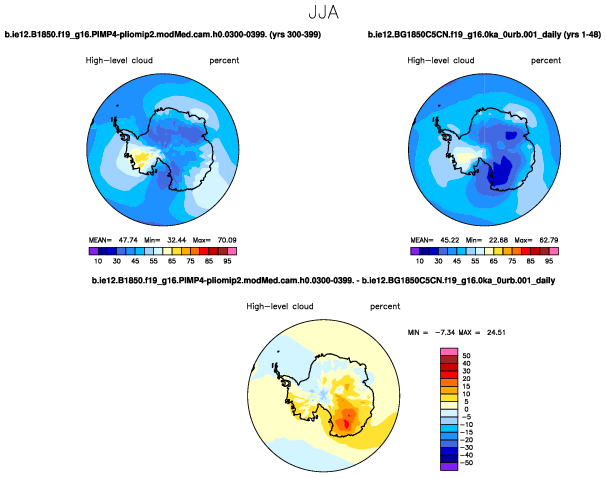 JJA
b.ie12.B1850.f19_g16.PIMP4-pliomip2.modMed.cam.h0.0300-0399. (yrs 300-399)
b.ie12.BG1850C5CN.f19_g16.0ka_0urb.001_daily (yrs 1-48)
High-level cloud percent
High-level cloud percent
MEAN= 47.74 Min= 32.44 Max= 70.09
MEAN= 45.22 Min= 22.68 Max= 62.79
10 30 45 55 65 75 85 95
10 30 45 55 65 75 85 95
b.ie12.B1850.f19_g16.PIMP4-pliomip2.modMed.cam.h0.0300-0399. - b.ie12.BG1850C5CN.f19_g16.0ka_0urb.001_daily
High-level cloud percent
MIN = -7.34 MAX = 24.51
50
40
30
20
15
10
5
0
-5
-10
-15
-20
-30
-40
-50